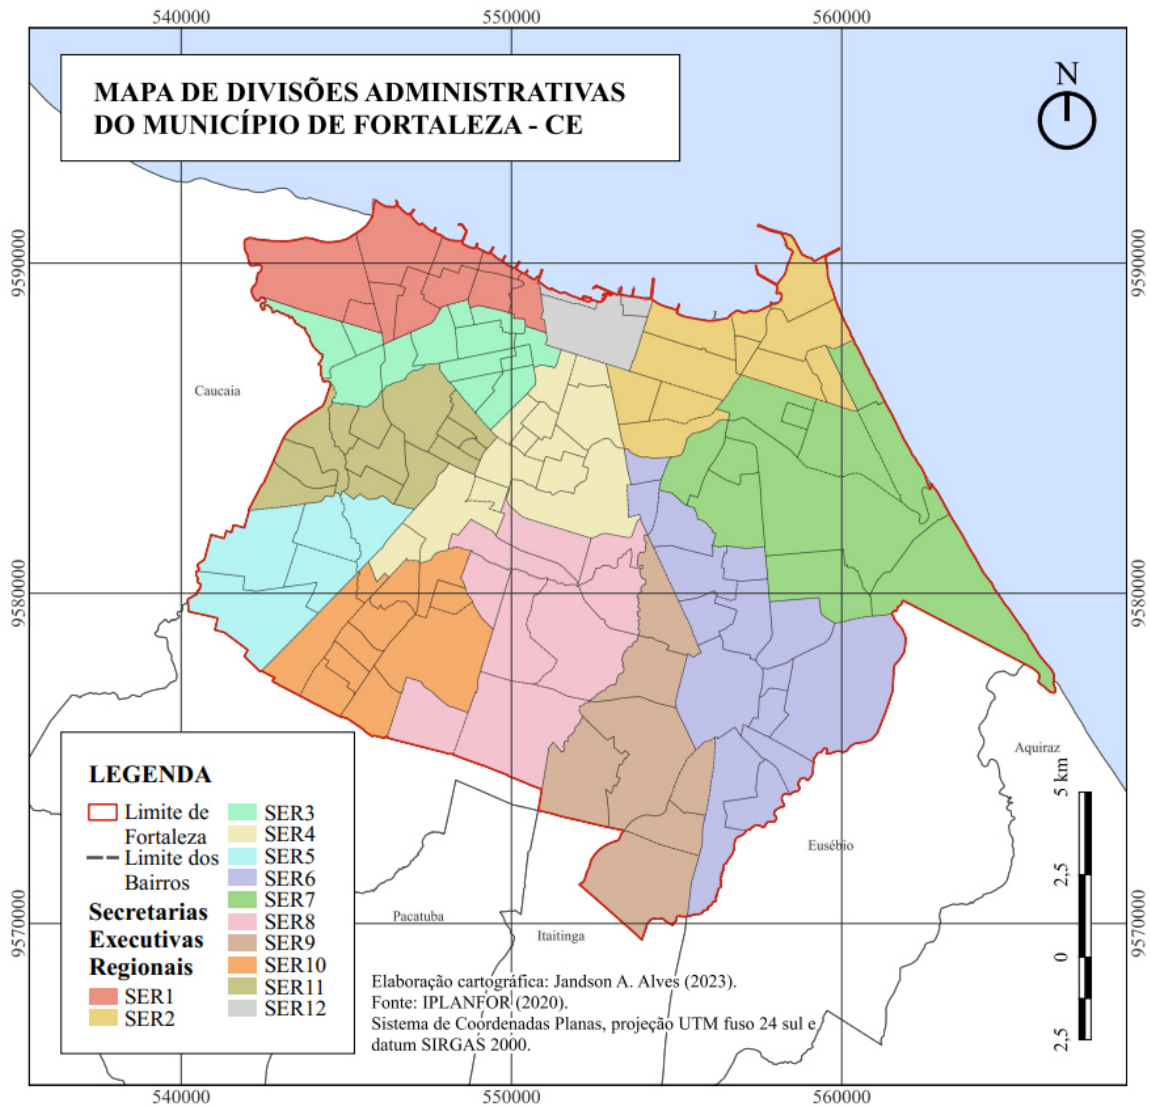 540000
550000
560000
MAPA DE DIVISÕES ADMINISTRATIVAS
DO MUNICÍPIO DE FORTALEZA - CE
N
9590000
9590000
Caucaia
9580000
9580000
Aquiraz
Eusébio
Pacatuba
Itaitinga
9570000
9570000
LEGENDA
Limite de
Fortaleza
Limite dos
Bairros
Secretarias
Executivas
Regionais
SER1
SER2
SER3
SER4
SER5
SER6
SER7
SER8
SER9
SER10
SER11
SER12
5 km
2,5
0
2,5
Elaboração cartográfica: Jandson A. Alves (2023).
Fonte: IPLANFOR (2020).
Sistema de Coordenadas Planas, projeção UTM fuso 24 sul e
datum SIRGAS 2000.
540000
550000
560000